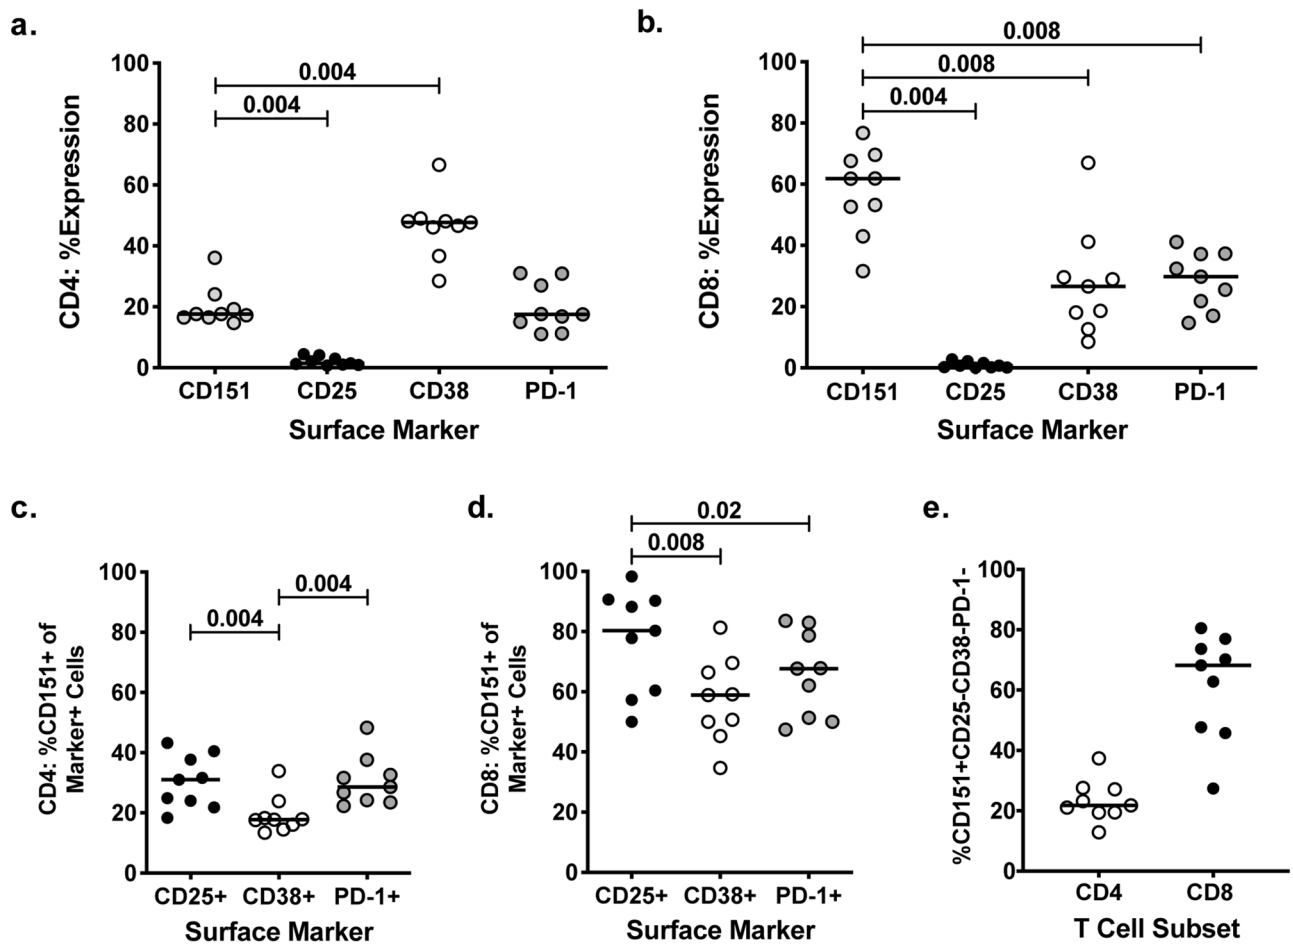 a.
0.004
0.004
100
80
60
40
20
0
CD4: %Expression
CD151
CD25
CD38
PD-1
Surface Marker
b.
0.008
0.008
0.004
100
80
60
40
20
0
CD8: %Expression
CD151
CD25
CD38
PD-1
Surface Marker
c.
0.004
0.004
100
80
60
40
20
0
CD4: %CD151+ of
Marker+ Cells
CD25+
CD38+
PD-1+
Surface Marker
d.
0.02
0.008
100
80
60
40
20
0
CD8: %CD151+ of
Marker+ Cells
CD25+
CD38+
PD-1+
Surface Marker
e.
100
80
60
40
20
0
%CD151+CD25-CD38-PD-1-
CD4
CD8
T Cell Subset